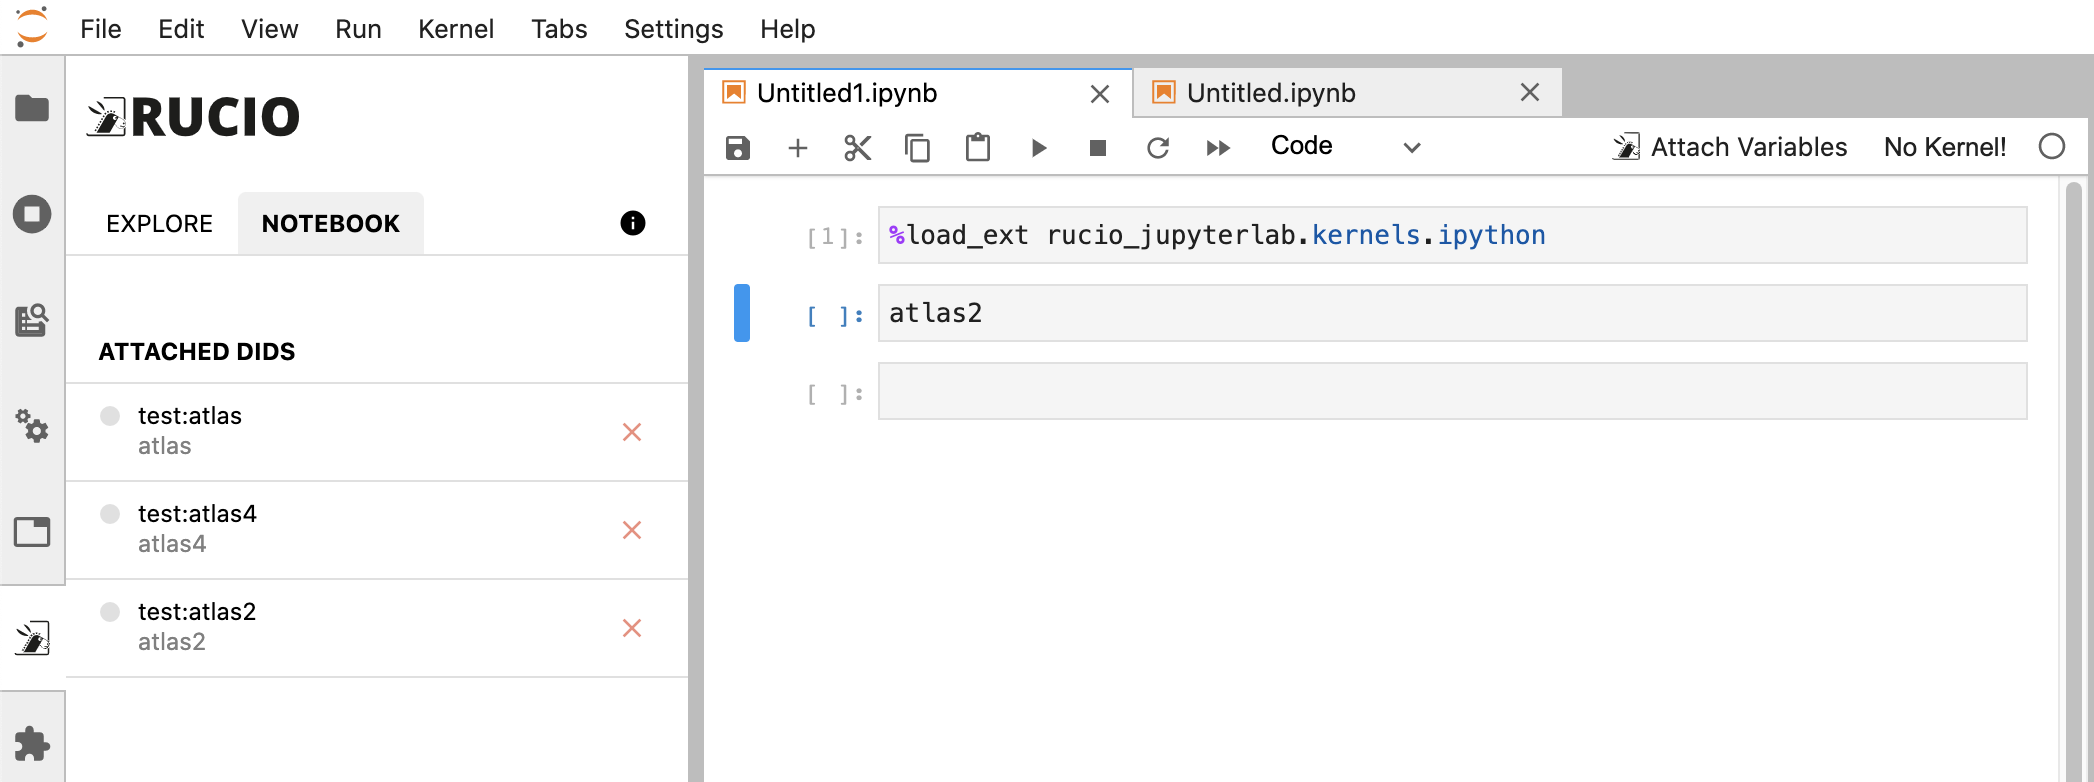 File Edit View Run Kernel Tabs Settings Help
RUCIO
EXPLORE NOTEBOOK
ATTACHED DIDS
test:atlas
atlas
test:atlas4
atlas4
test:atlas2
atlas2
Untitled1.ipynb Untitled.ipynb
Code Attach Variables No Kernel!
[1]: %load_ext rucio_jupyterlab.kernels.ipython
[ ]: atlas2
[ ]: